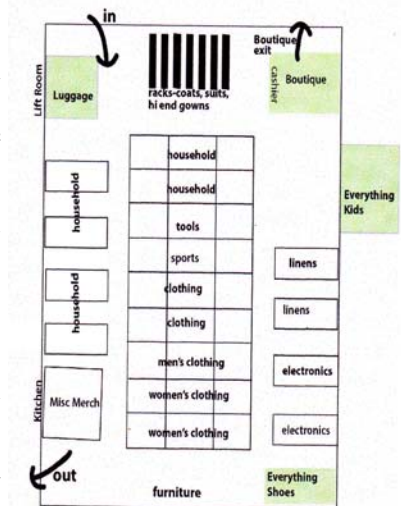 in
Boutique
exit
Lift Room
Luggage
racks-coats, suits,
hi end gowns
cashier
Boutique
household
household
household
tools
Everything
Kids
sports
linens
clothing
household
clothing
linens
men's clothing
electronics
Kitchen
Misc Merch
women's clothing
women's clothing
electronics
out
furniture
Everything
Shoes